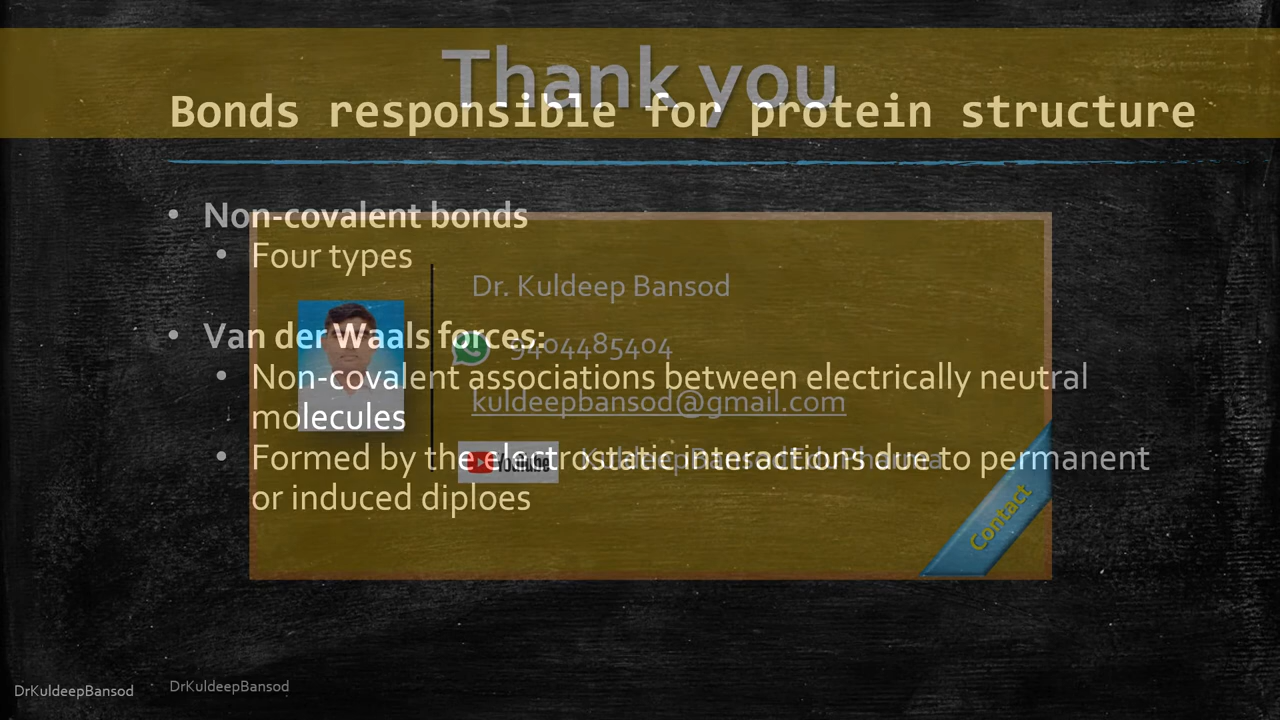 Thank you
Bonds responsible for protein structure
• Non-covalent bonds
• Four types
Dr. Kuldeep Bansod
• Van der Waals forces:
9404485404
• Non-covalent associations between electrically neutral
molecules
kuldeepbansod@gmail.com
• Formed by the electrostatic interactions due to permanent
YouTube KuldeepBansodEduPharma
or induced diploes
Contact
DrKuldeepBansod
DrKuldeepBansod